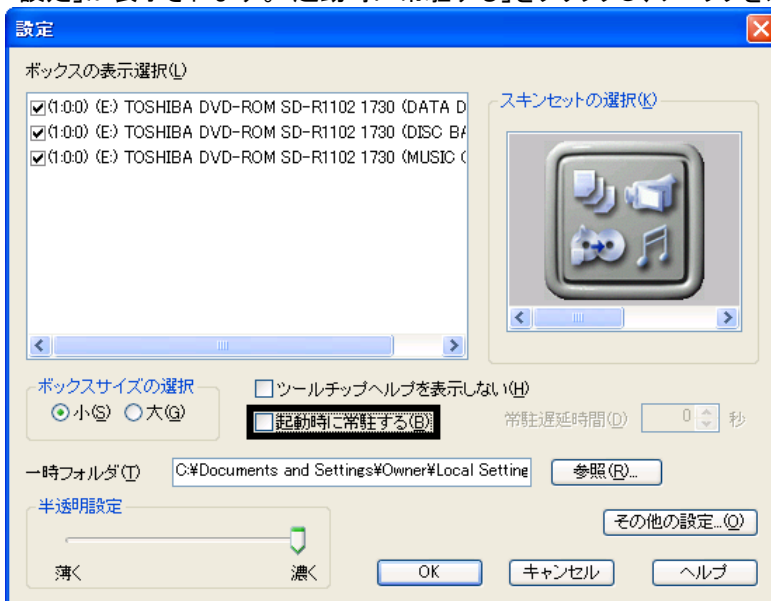 設定
ボックスの表示選択(L)
(1:0:0) (E:) TOSHIBA DVD-ROM SD-R1102 1730 (DATA D
(1:0:0) (E:) TOSHIBA DVD-ROM SD-R1102 1730 (DISC BA
(1:0:0) (E:) TOSHIBA DVD-ROM SD-R1102 1730 (MUSIC (
スキンセットの選択(K)
ボックスサイズの選択
小(S) 大(G)
ツールチップヘルプを表示しない(H)
起動時に常駐する(B)
常駐遅延時間(D) 0 秒
一時フォルダ(T) C:¥Documents and Settings¥Owner¥Local Setting 参照(R)...
半透明設定
薄く 濃く
その他の設定...(O)
OK キャンセル ヘルプ